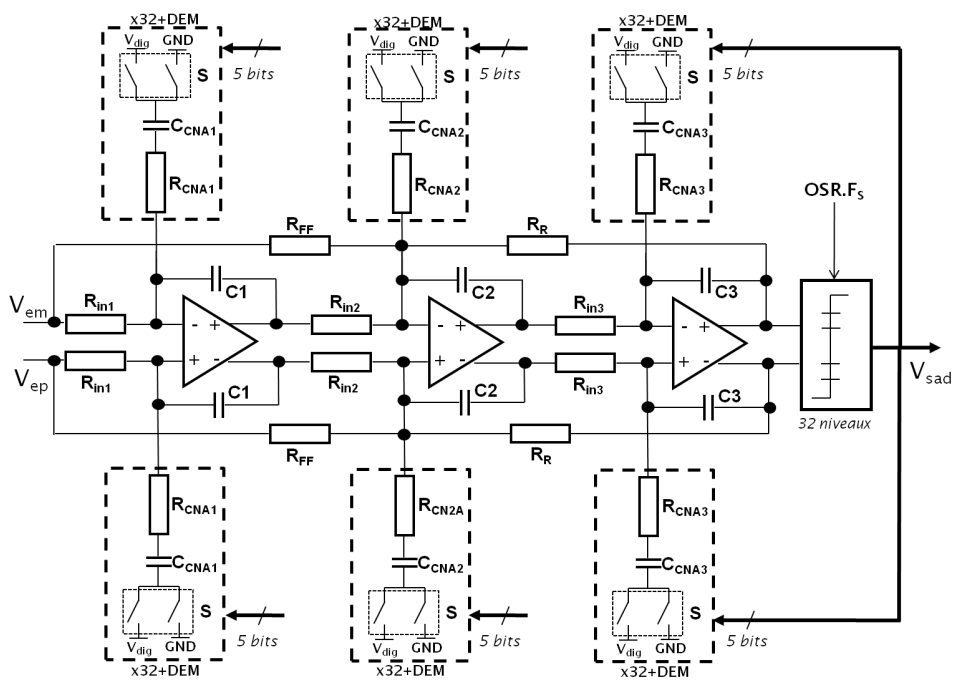 x32+DEM
x32+DEM
x32+DEM
Vdig
GND
S
5 bits
CCNA1
RCNA1
Vdig
GND
S
5 bits
CCNA2
RCNA2
Vdig
GND
S
5 bits
CCNA3
RCNA3
OSR.FS
RFF
RR
C1
C2
C3
Vem
Rin1
- +
Rin2
- +
Rin3
- +
Vep
Rin1
+ -
Rin2
+ -
Rin3
+ -
Vsad
C1
C2
C3
32 niveaux
RFF
RR
RCNA1
RCN2A
RCNA3
CCNA1
CCNA2
CCNA3
S
5 bits
S
5 bits
S
5 bits
Vdig
GND
Vdig
GND
Vdig
GND
x32+DEM
x32+DEM
x32+DEM